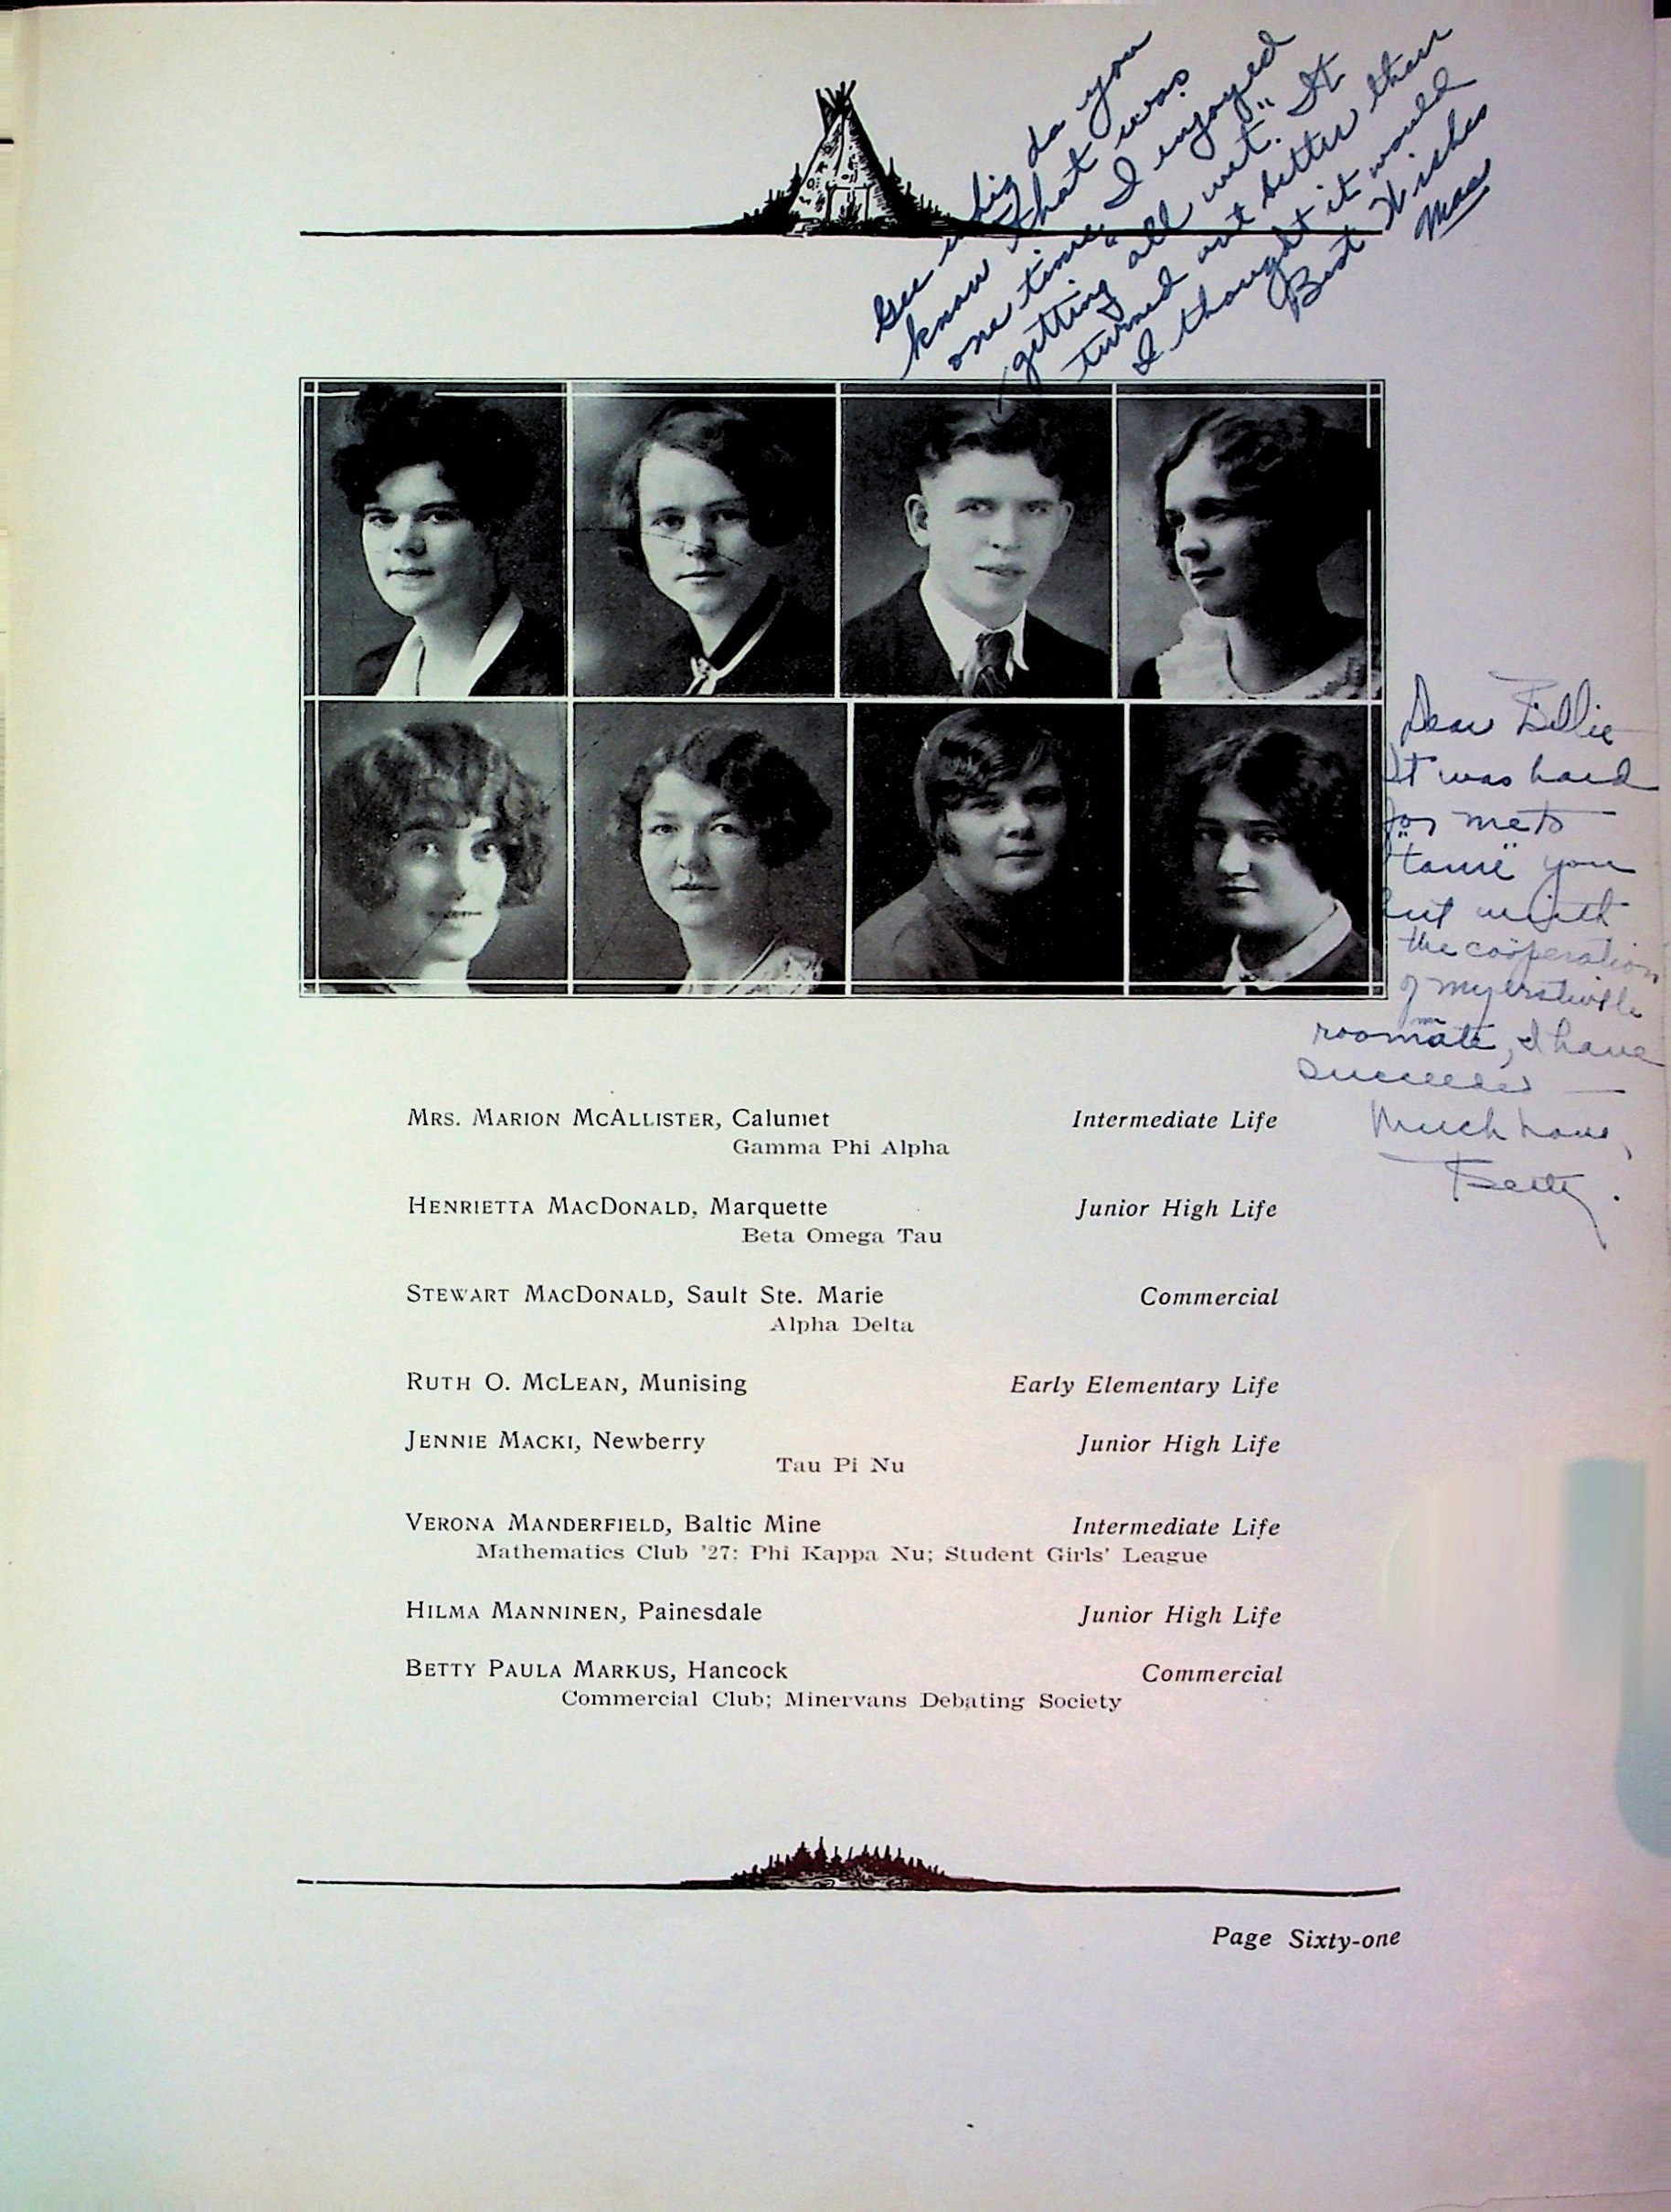 Gee whiz do you
know that was
one time I enjoyed
"getting all wet." It
turned out better than
I thought it would
Best Wishes
Mac
Dear Billie
It was hard
for me to
"tame" you
but with
the coöperation
of my erstwhile
roommate, I have
succeeded —
Much love,
Betty.
MRS. MARION MCALLISTER, Calumet Intermediate Life
Gamma Phi Alpha
HENRIETTA MACDONALD, Marquette Junior High Life
Beta Omega Tau
STEWART MACDONALD, Sault Ste. Marie Commercial
Alpha Delta
RUTH O. MCLEAN, Munising Early Elementary Life
JENNIE MACKI, Newberry Junior High Life
Tau Pi Nu
VERONA MANDERFIELD, Baltic Mine Intermediate Life
Mathematics Club '27: Phi Kappa Nu; Student Girls' League
HILMA MANNINEN, Painesdale Junior High Life
BETTY PAULA MARKUS, Hancock Commercial
Commercial Club; Minervans Debating Society
Page Sixty-one